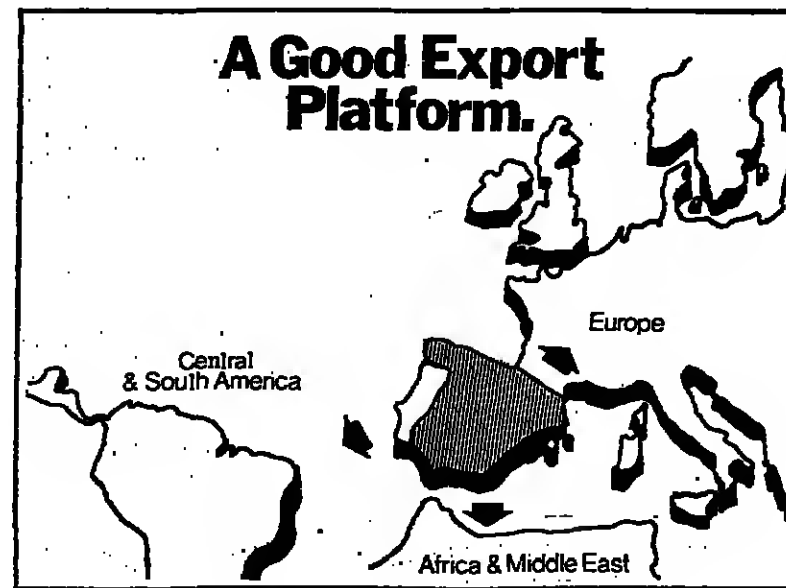 A Good Export
Platform.
Europe
Central
& South America
Africa & Middle East